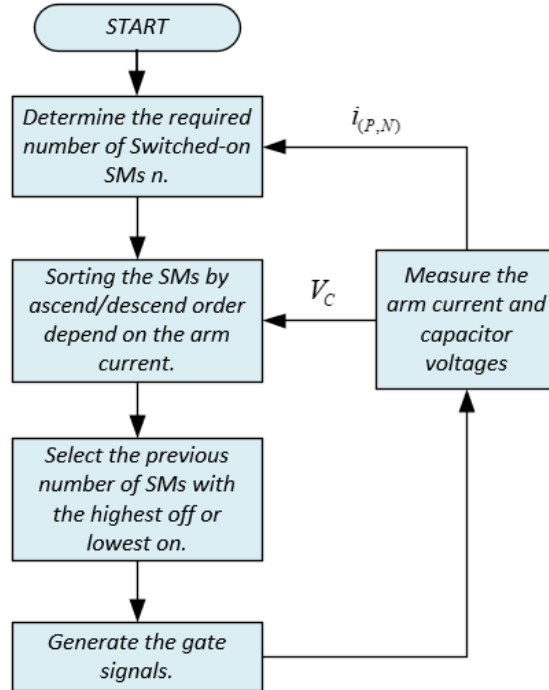 START
Determine the required
number of Switched-on
SMs n.
i(P,N)
Sorting the SMs by
ascend/descend order
depend on the arm
current.
VC
Measure the
arm current and
capacitor
voltages
Select the previous
number of SMs with
the highest off or
lowest on.
Generate the gate
signals.